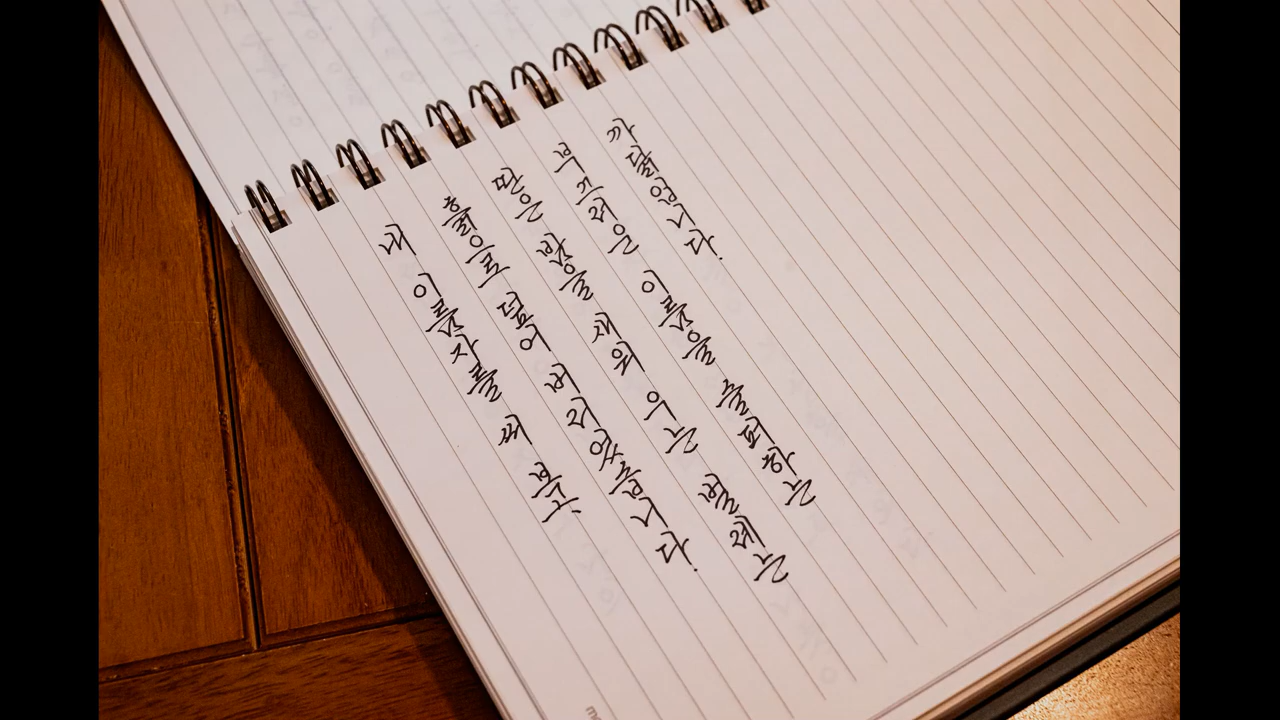 내 이름자를 써 보고,
흙으로 덮어 버리었습니다.
딴은 밤을 새워 우는 벌레는
부끄러운 이름을 슬퍼하는
까닭입니다.